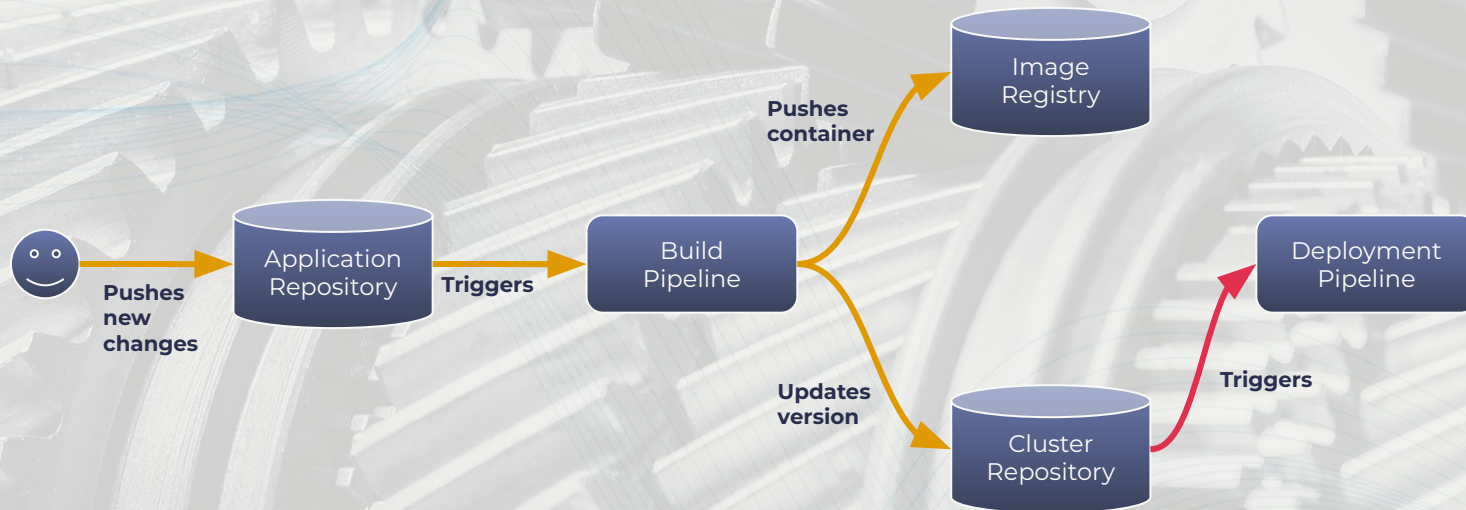 Pushes
new
changes
Application
Repository
Triggers
Build
Pipeline
Pushes
container
Image
Registry
Updates
version
Cluster
Repository
Triggers
Deployment
Pipeline